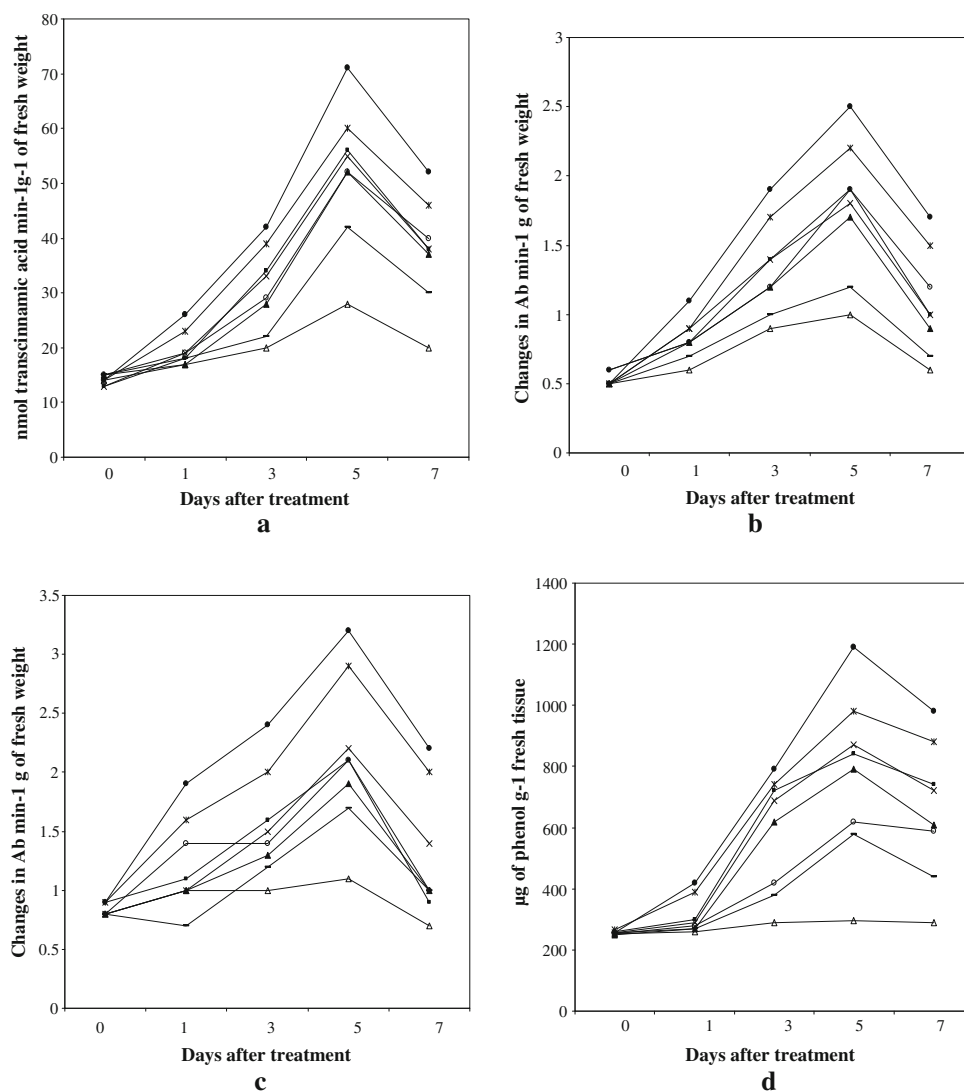 nmol transcinnamic acid min-1g-1 of fresh weight
80
70
60
50
40
30
20
10
0
0 1 3 5 7
Days after treatment
a
Changes in Ab min-1 g of fresh weight
3
2.5
2
1.5
1
0.5
0
0 1 3 5 7
Days after treatment
b
Changes in Ab min-1 g of fresh weight
3.5
3
2.5
2
1.5
1
0.5
0
0 1 3 5 7
Days after treatment
c
µg of phenol g-1 fresh tissue
1400
1200
1000
800
600
400
200
0
0 1 3 5 7
Days after treatment
d